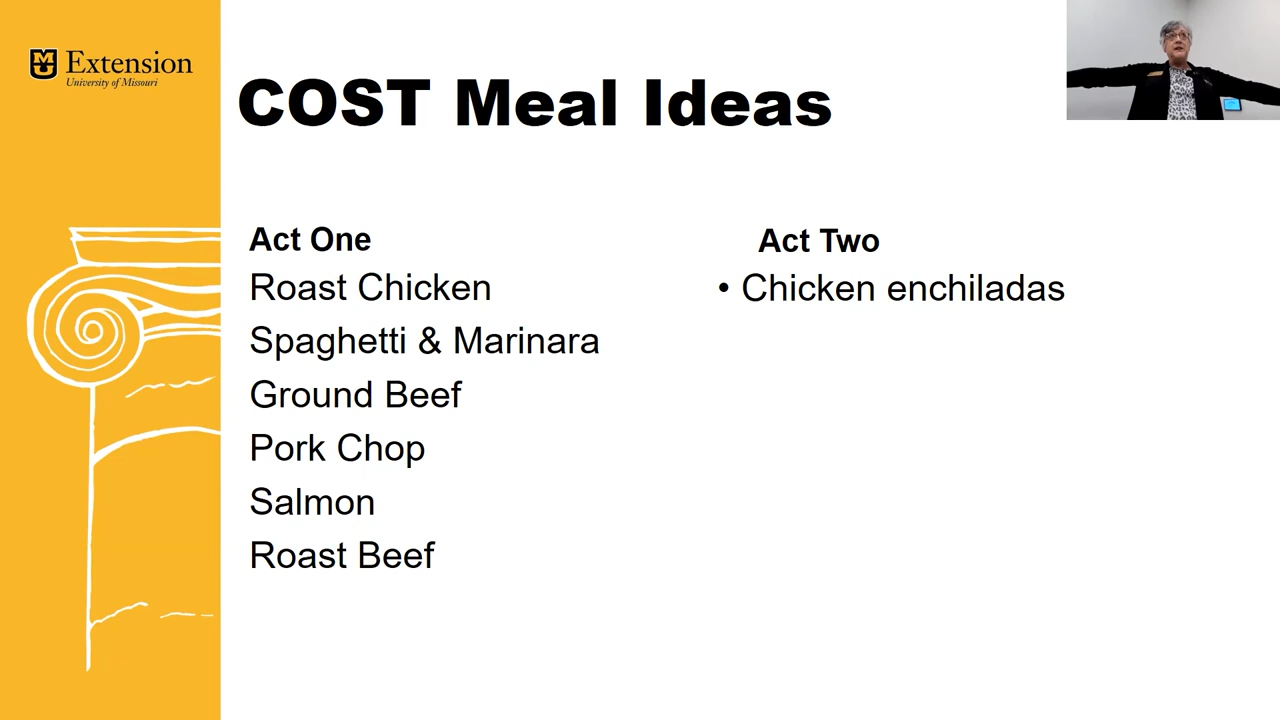 MU
Extension
University of Missouri
COST Meal Ideas
Act One
Roast Chicken
Spaghetti & Marinara
Ground Beef
Pork Chop
Salmon
Roast Beef
Act Two
• Chicken enchiladas